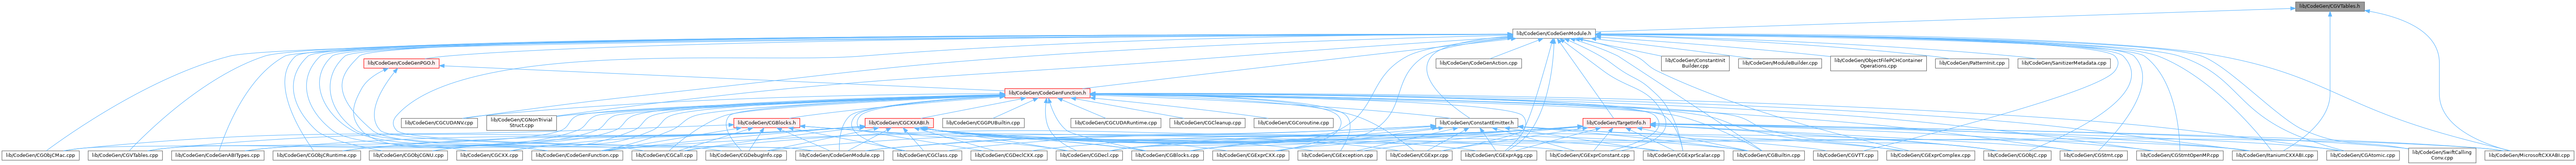 lib/CodeGen/CGVTables.h
lib/CodeGen/CodeGenModule.h
lib/CodeGen/CodeGenPGO.h
lib/CodeGen/CodeGenAction.cpp
lib/CodeGen/ConstantInit
Builder.cpp
lib/CodeGen/ModuleBuilder.cpp
lib/CodeGen/ObjectFilePCHContainer
Operations.cpp
lib/CodeGen/PatternInit.cpp
lib/CodeGen/SanitizerMetadata.cpp
lib/CodeGen/CodeGenFunction.h
lib/CodeGen/CGCUDANV.cpp
lib/CodeGen/CGNonTrivial
Struct.cpp
lib/CodeGen/CGBlocks.h
lib/CodeGen/CGCXXABI.h
lib/CodeGen/CGGPUBuiltin.cpp
lib/CodeGen/CGCUDARuntime.cpp
lib/CodeGen/CGCleanup.cpp
lib/CodeGen/CGCoroutine.cpp
lib/CodeGen/ConstantEmitter.h
lib/CodeGen/TargetInfo.h
lib/CodeGen/CGObjCMac.cpp
lib/CodeGen/CGVTables.cpp
lib/CodeGen/CodeGenABITypes.cpp
lib/CodeGen/CGObjCRuntime.cpp
lib/CodeGen/CGObjCGNU.cpp
lib/CodeGen/CGCXX.cpp
lib/CodeGen/CodeGenFunction.cpp
lib/CodeGen/CGCall.cpp
lib/CodeGen/CGDebugInfo.cpp
lib/CodeGen/CodeGenModule.cpp
lib/CodeGen/CGClass.cpp
lib/CodeGen/CGDeclCXX.cpp
lib/CodeGen/CGDecl.cpp
lib/CodeGen/CGBlocks.cpp
lib/CodeGen/CGExprCXX.cpp
lib/CodeGen/CGException.cpp
lib/CodeGen/CGExpr.cpp
lib/CodeGen/CGExprAgg.cpp
lib/CodeGen/CGExprConstant.cpp
lib/CodeGen/CGExprScalar.cpp
lib/CodeGen/CGBuiltin.cpp
lib/CodeGen/CGVTT.cpp
lib/CodeGen/CGExprComplex.cpp
lib/CodeGen/CGObjC.cpp
lib/CodeGen/CGStmt.cpp
lib/CodeGen/CGStmtOpenMP.cpp
lib/CodeGen/ItaniumCXXABI.cpp
lib/CodeGen/CGAtomic.cpp
lib/CodeGen/SwiftCalling
Conv.cpp
lib/CodeGen/MicrosoftCXXABI.cpp